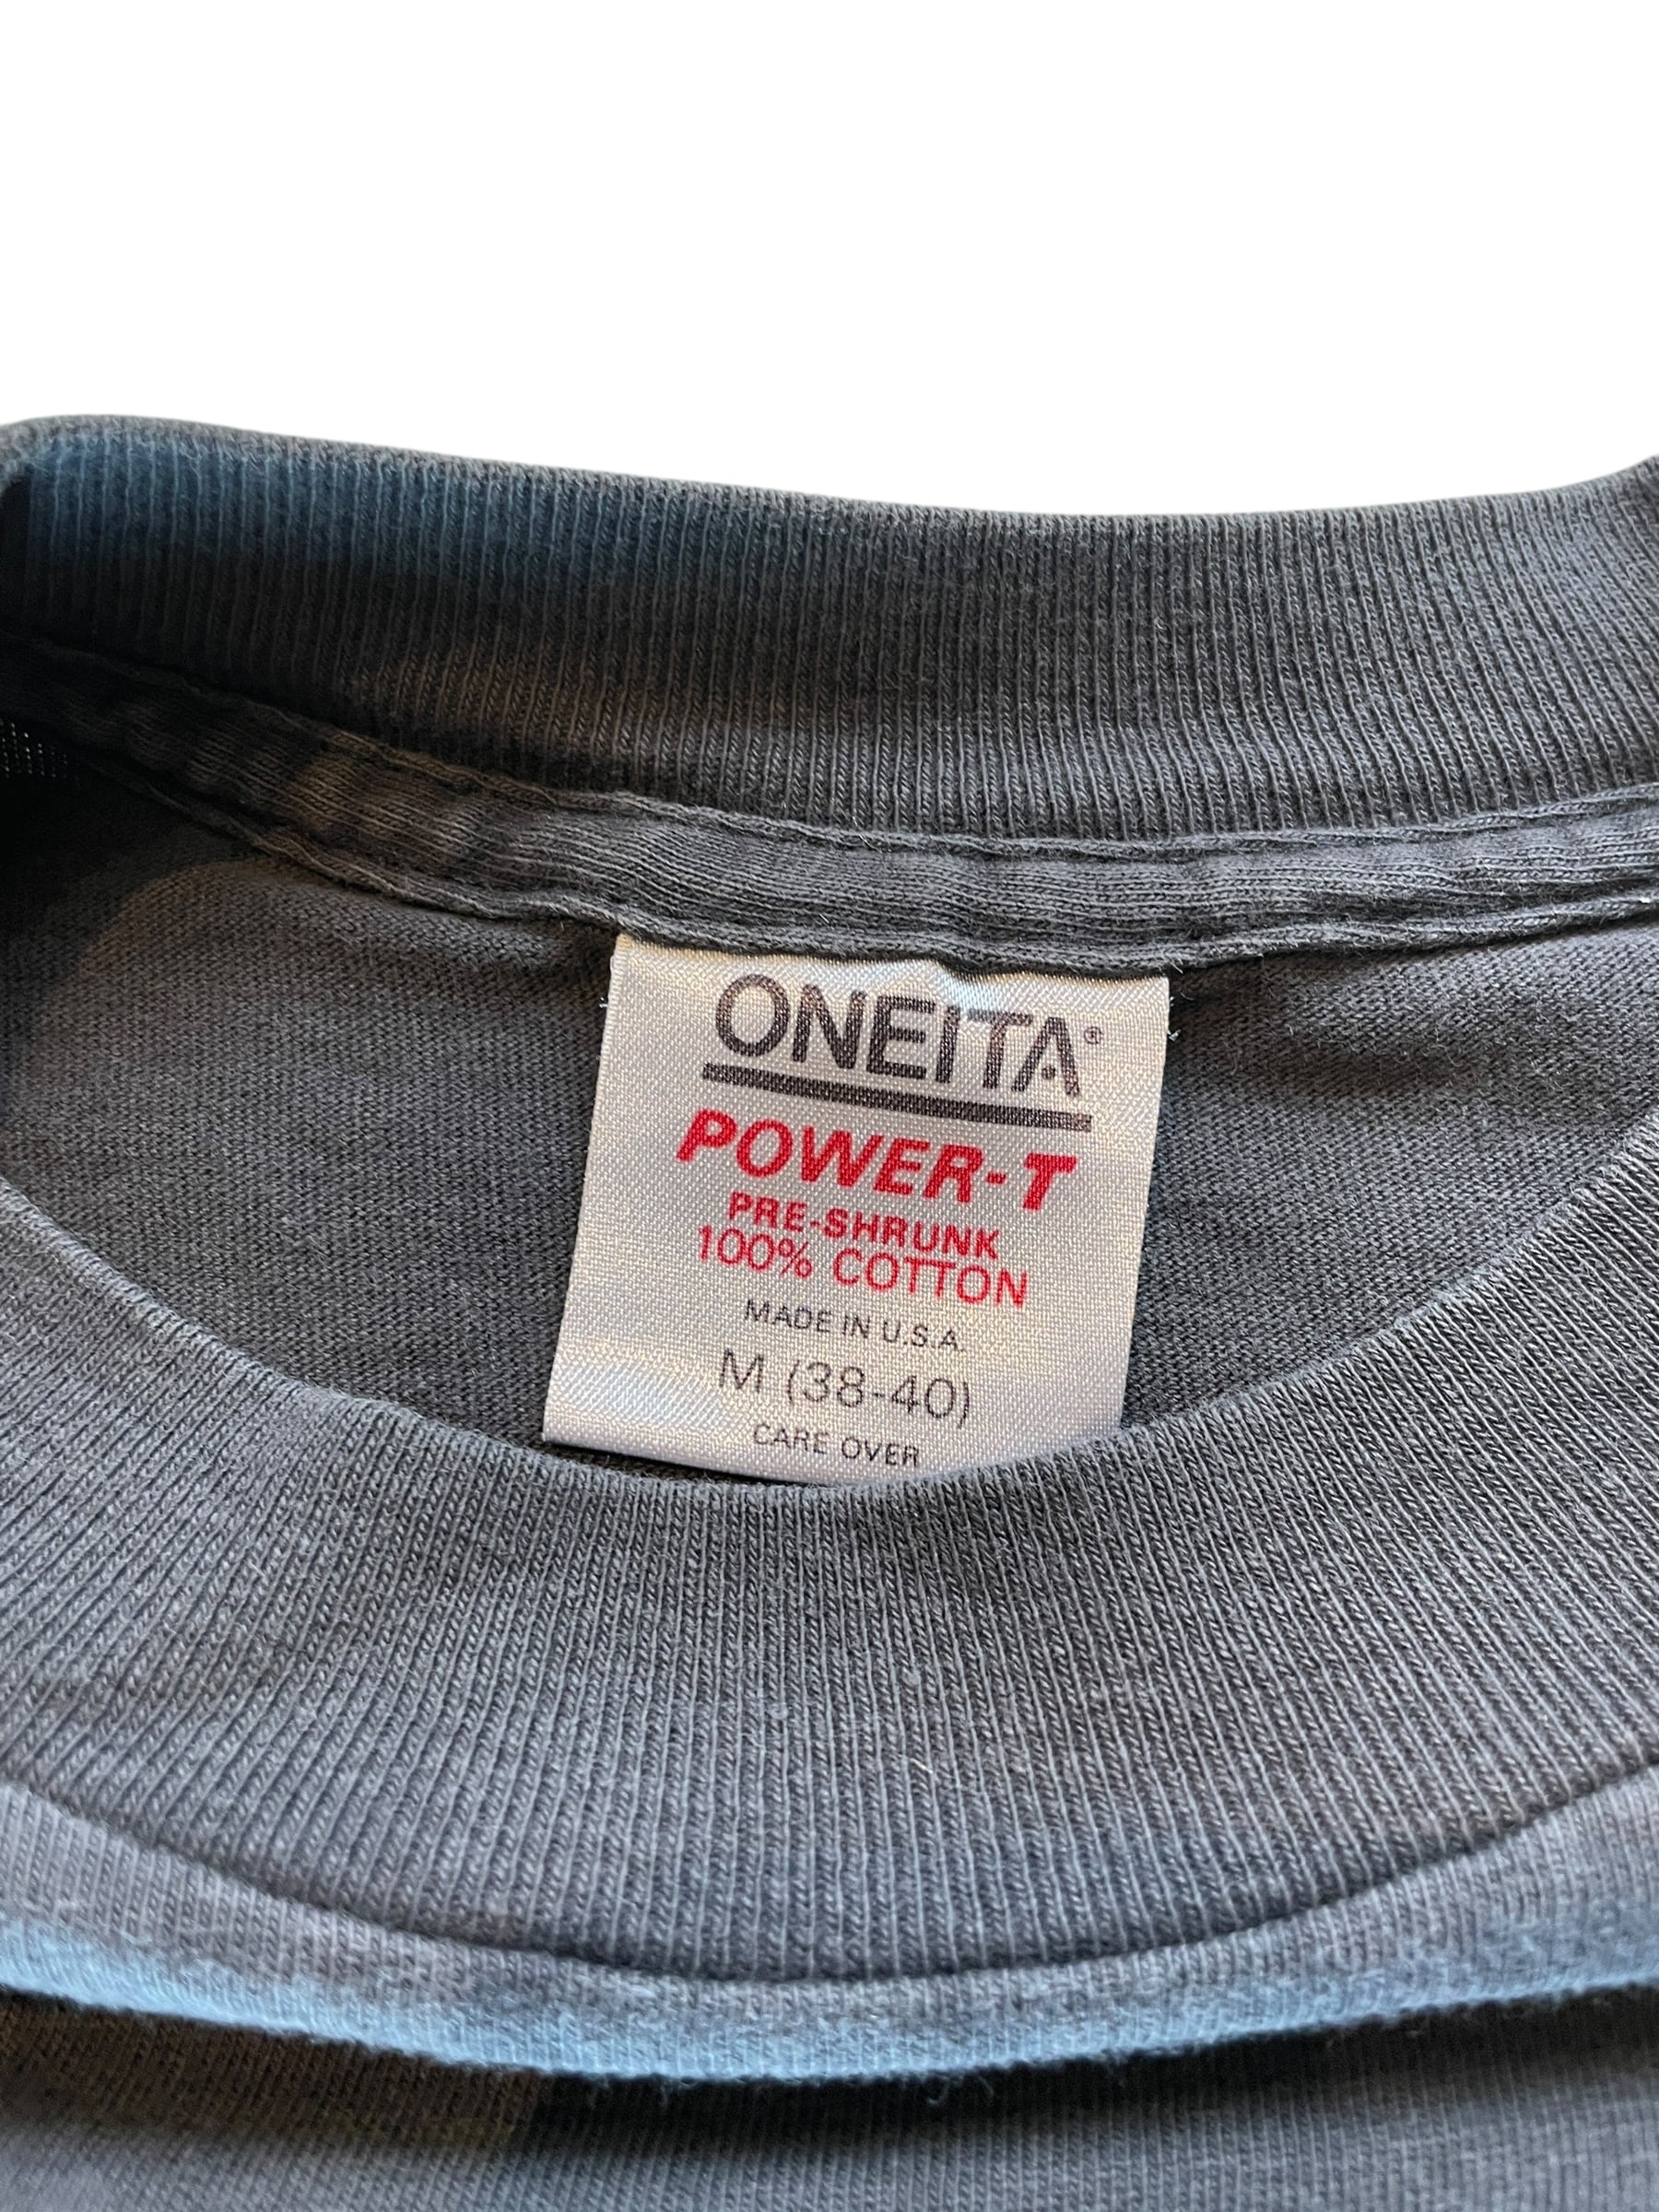 ONEITA®
POWER-T
PRE-SHRUNK
100% COTTON
MADE IN U.S.A.
M (38-40)
CARE OVER